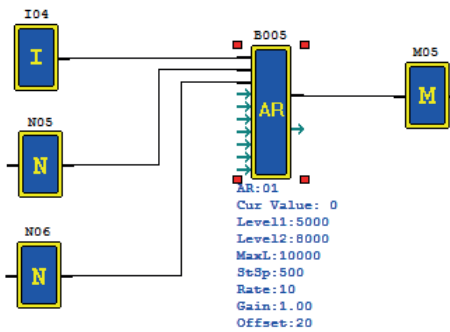 I04
I
B005
AR
M05
M
N05
N
N06
N
AR:01
Cur Value: 0
Level1:5000
Level2:8000
MaxL:10000
StSp:500
Rate:10
Gain:1.00
Offset:20